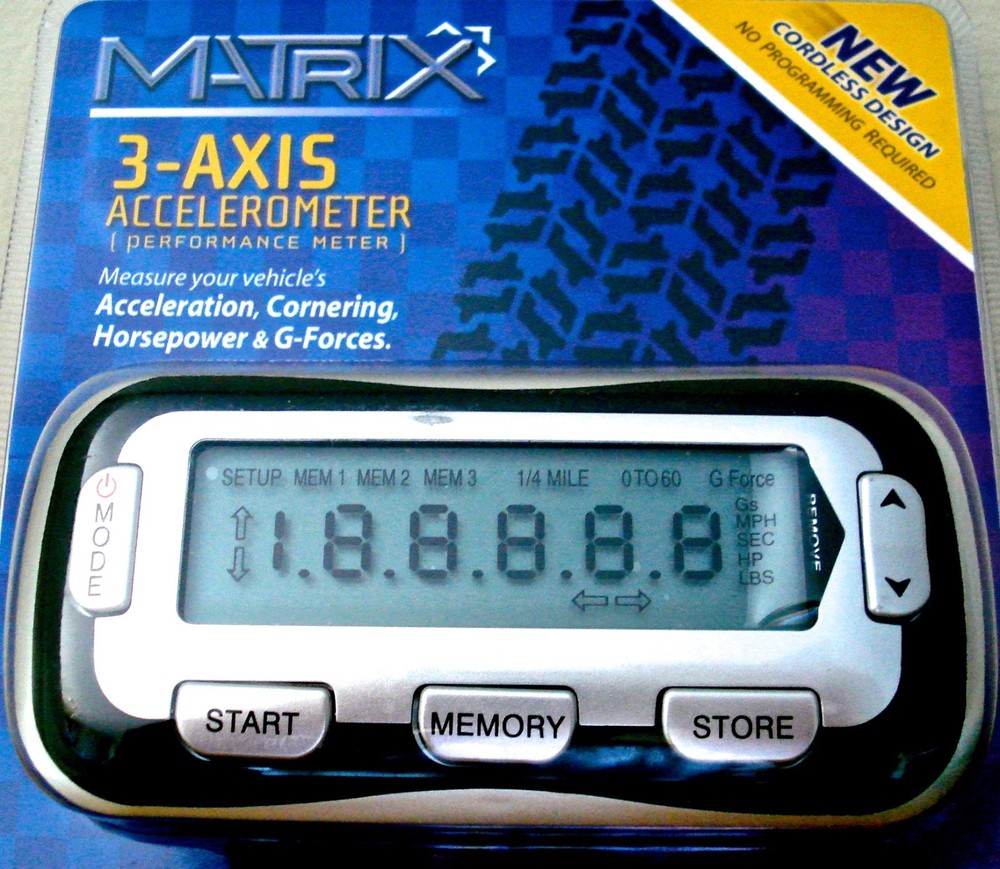 MATRIX
3-AXIS
ACCELEROMETER
[ PERFORMANCE METER ]
Measure your vehicle's
Acceleration, Cornering,
Horsepower & G-Forces.
NEW
CORDLESS DESIGN
NO PROGRAMMING REQUIRED
SETUP MEM 1 MEM 2 MEM 3 1/4 MILE 0 TO 60 G Force
1.8.8.8.8.8
Gs
MPH
SEC
HP
LBS
REMOVE
MODE
START MEMORY STORE